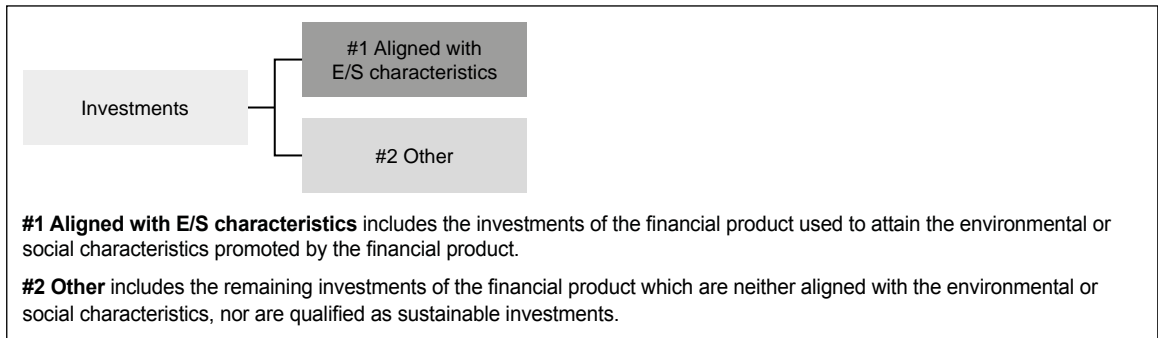 #1 Aligned with
E/S characteristics
Investments
#2 Other
#1 Aligned with E/S characteristics includes the investments of the financial product used to attain the environmental or
social characteristics promoted by the financial product.
#2 Other includes the remaining investments of the financial product which are neither aligned with the environmental or
social characteristics, nor are qualified as sustainable investments.